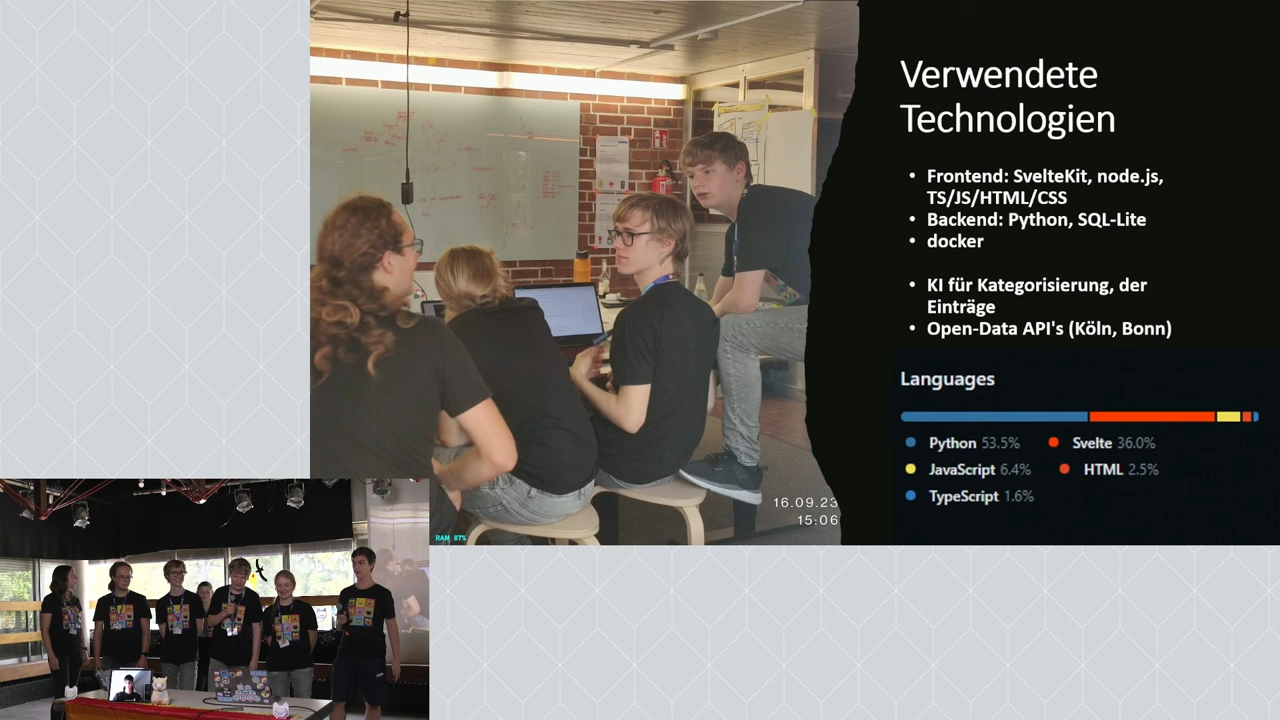 Verwendete
Technologien
• Frontend: SvelteKit, node.js,
TS/JS/HTML/CSS
• Backend: Python, SQL-Lite
• docker
• KI für Kategorisierung, der
Einträge
• Open-Data API's (Köln, Bonn)
Languages
Python 53.5%
Svelte 36.0%
JavaScript 6.4%
HTML 2.5%
TypeScript 1.6%
16.09.23
15:06
RAM 87%